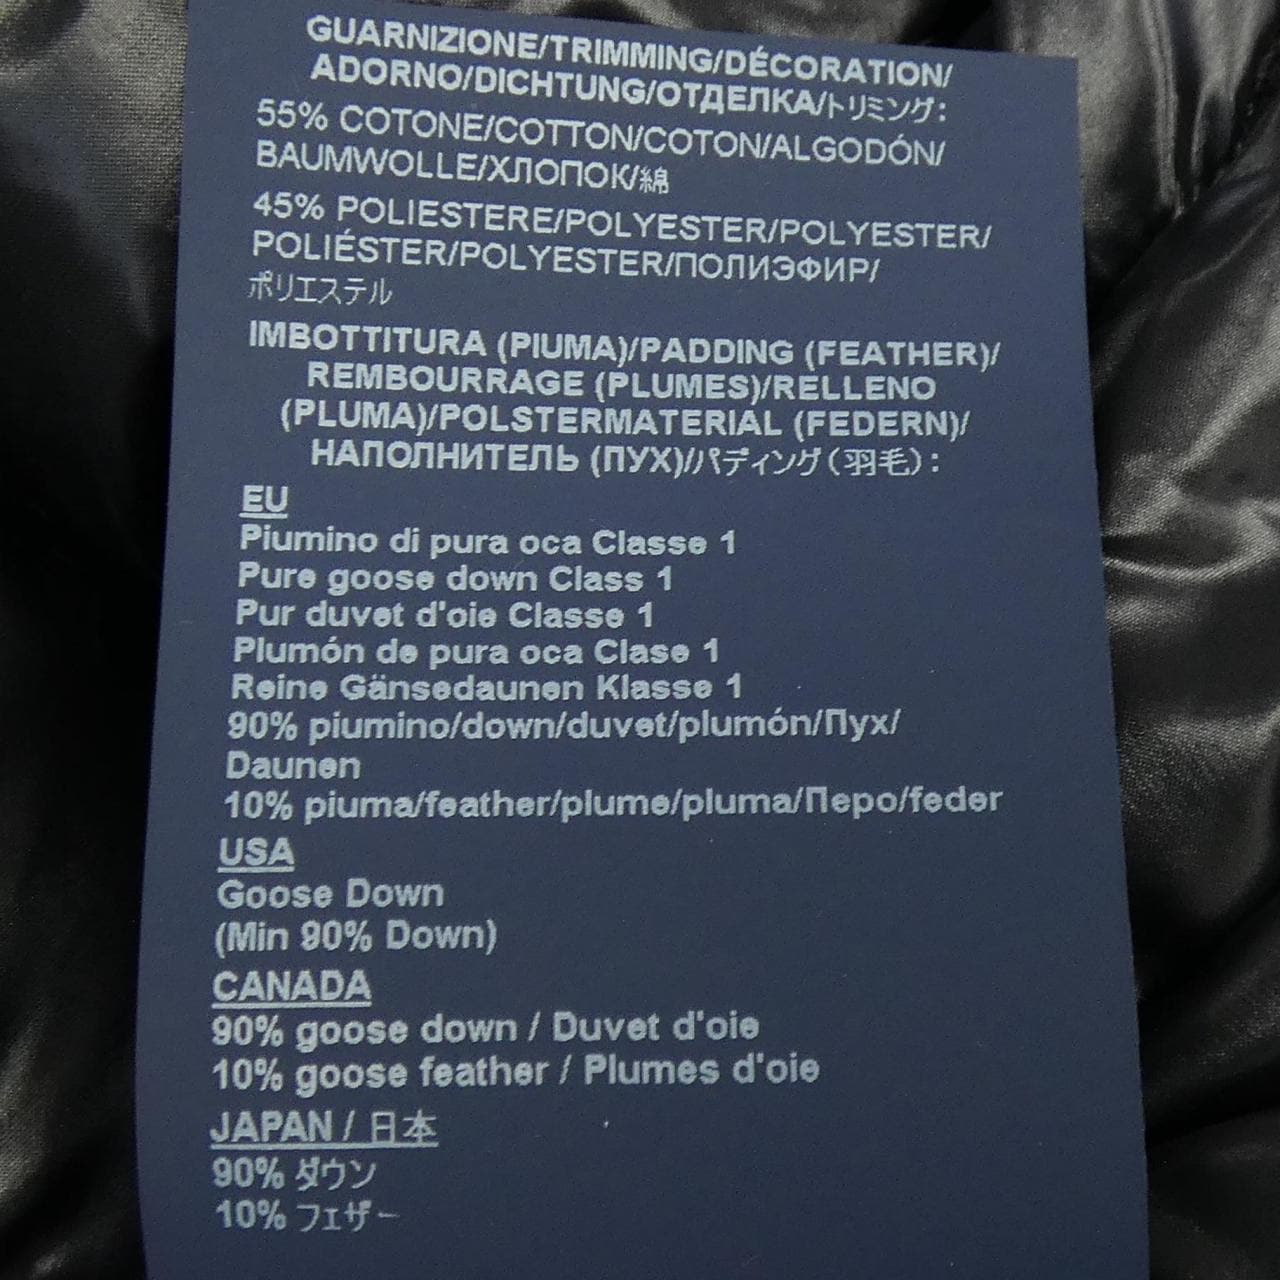 GUARNIZIONE/TRIMMING/DÉCORATION/
ADORNO/DICHTUNG/ОТДЕЛКА/トリミング:
55% COTONE/COTTON/COTON/ALGODÓN/
BAUMWOLLE/ХЛОПОК/綿
45% POLIESTERE/POLYESTER/POLYESTER/
POLIÉSTER/POLYESTER/ПОЛИЭФИР/
ポリエステル
IMBOTTITURA (PIUMA)/PADDING (FEATHER)/
REMBOURRAGE (PLUMES)/RELLENO
(PLUMA)/POLSTERMATERIAL (FEDERN)/
НАПОЛНИТЕЛЬ (ПУХ)/パディング(羽毛):
EU
Piumino di pura oca Classe 1
Pure goose down Class 1
Pur duvet d'oie Classe 1
Plumón de pura oca Clase 1
Reine Gänsedaunen Klasse 1
90% piumino/down/duvet/plumón/Пух/
Daunen
10% piuma/feather/plume/pluma/Перо/feder
USA
Goose Down
(Min 90% Down)
CANADA
90% goose down / Duvet d'oie
10% goose feather / Plumes d'oie
JAPAN / 日本
90% ダウン
10% フェザー